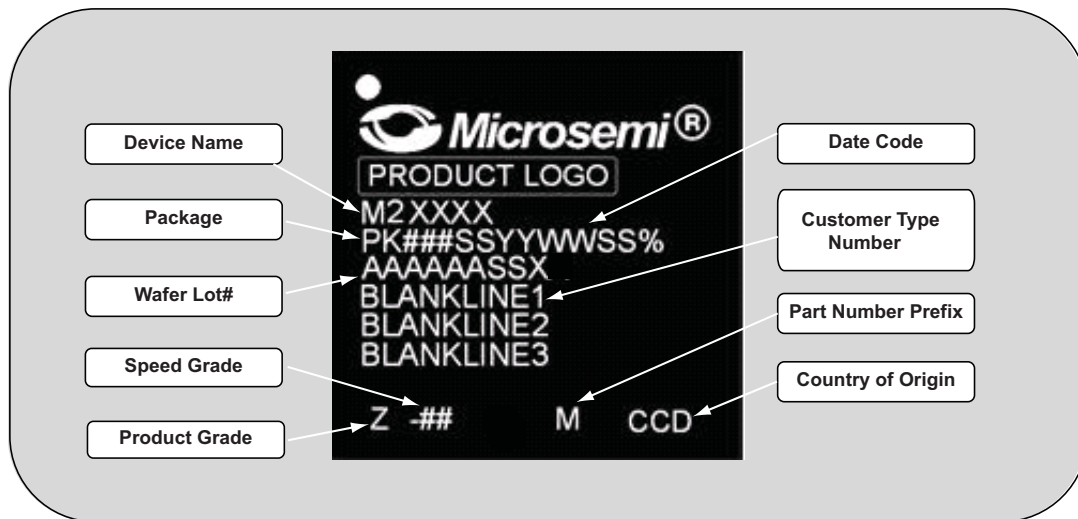 Device Name
Package
Wafer Lot#
Speed Grade
Product Grade
Microsemi®
PRODUCT LOGO
M2XXXX
PK###SSYYWWSS%
AAAAAASSX
BLANKLINE1
BLANKLINE2
BLANKLINE3
Z -## M CCD
Date Code
Customer Type
Number
Part Number Prefix
Country of Origin